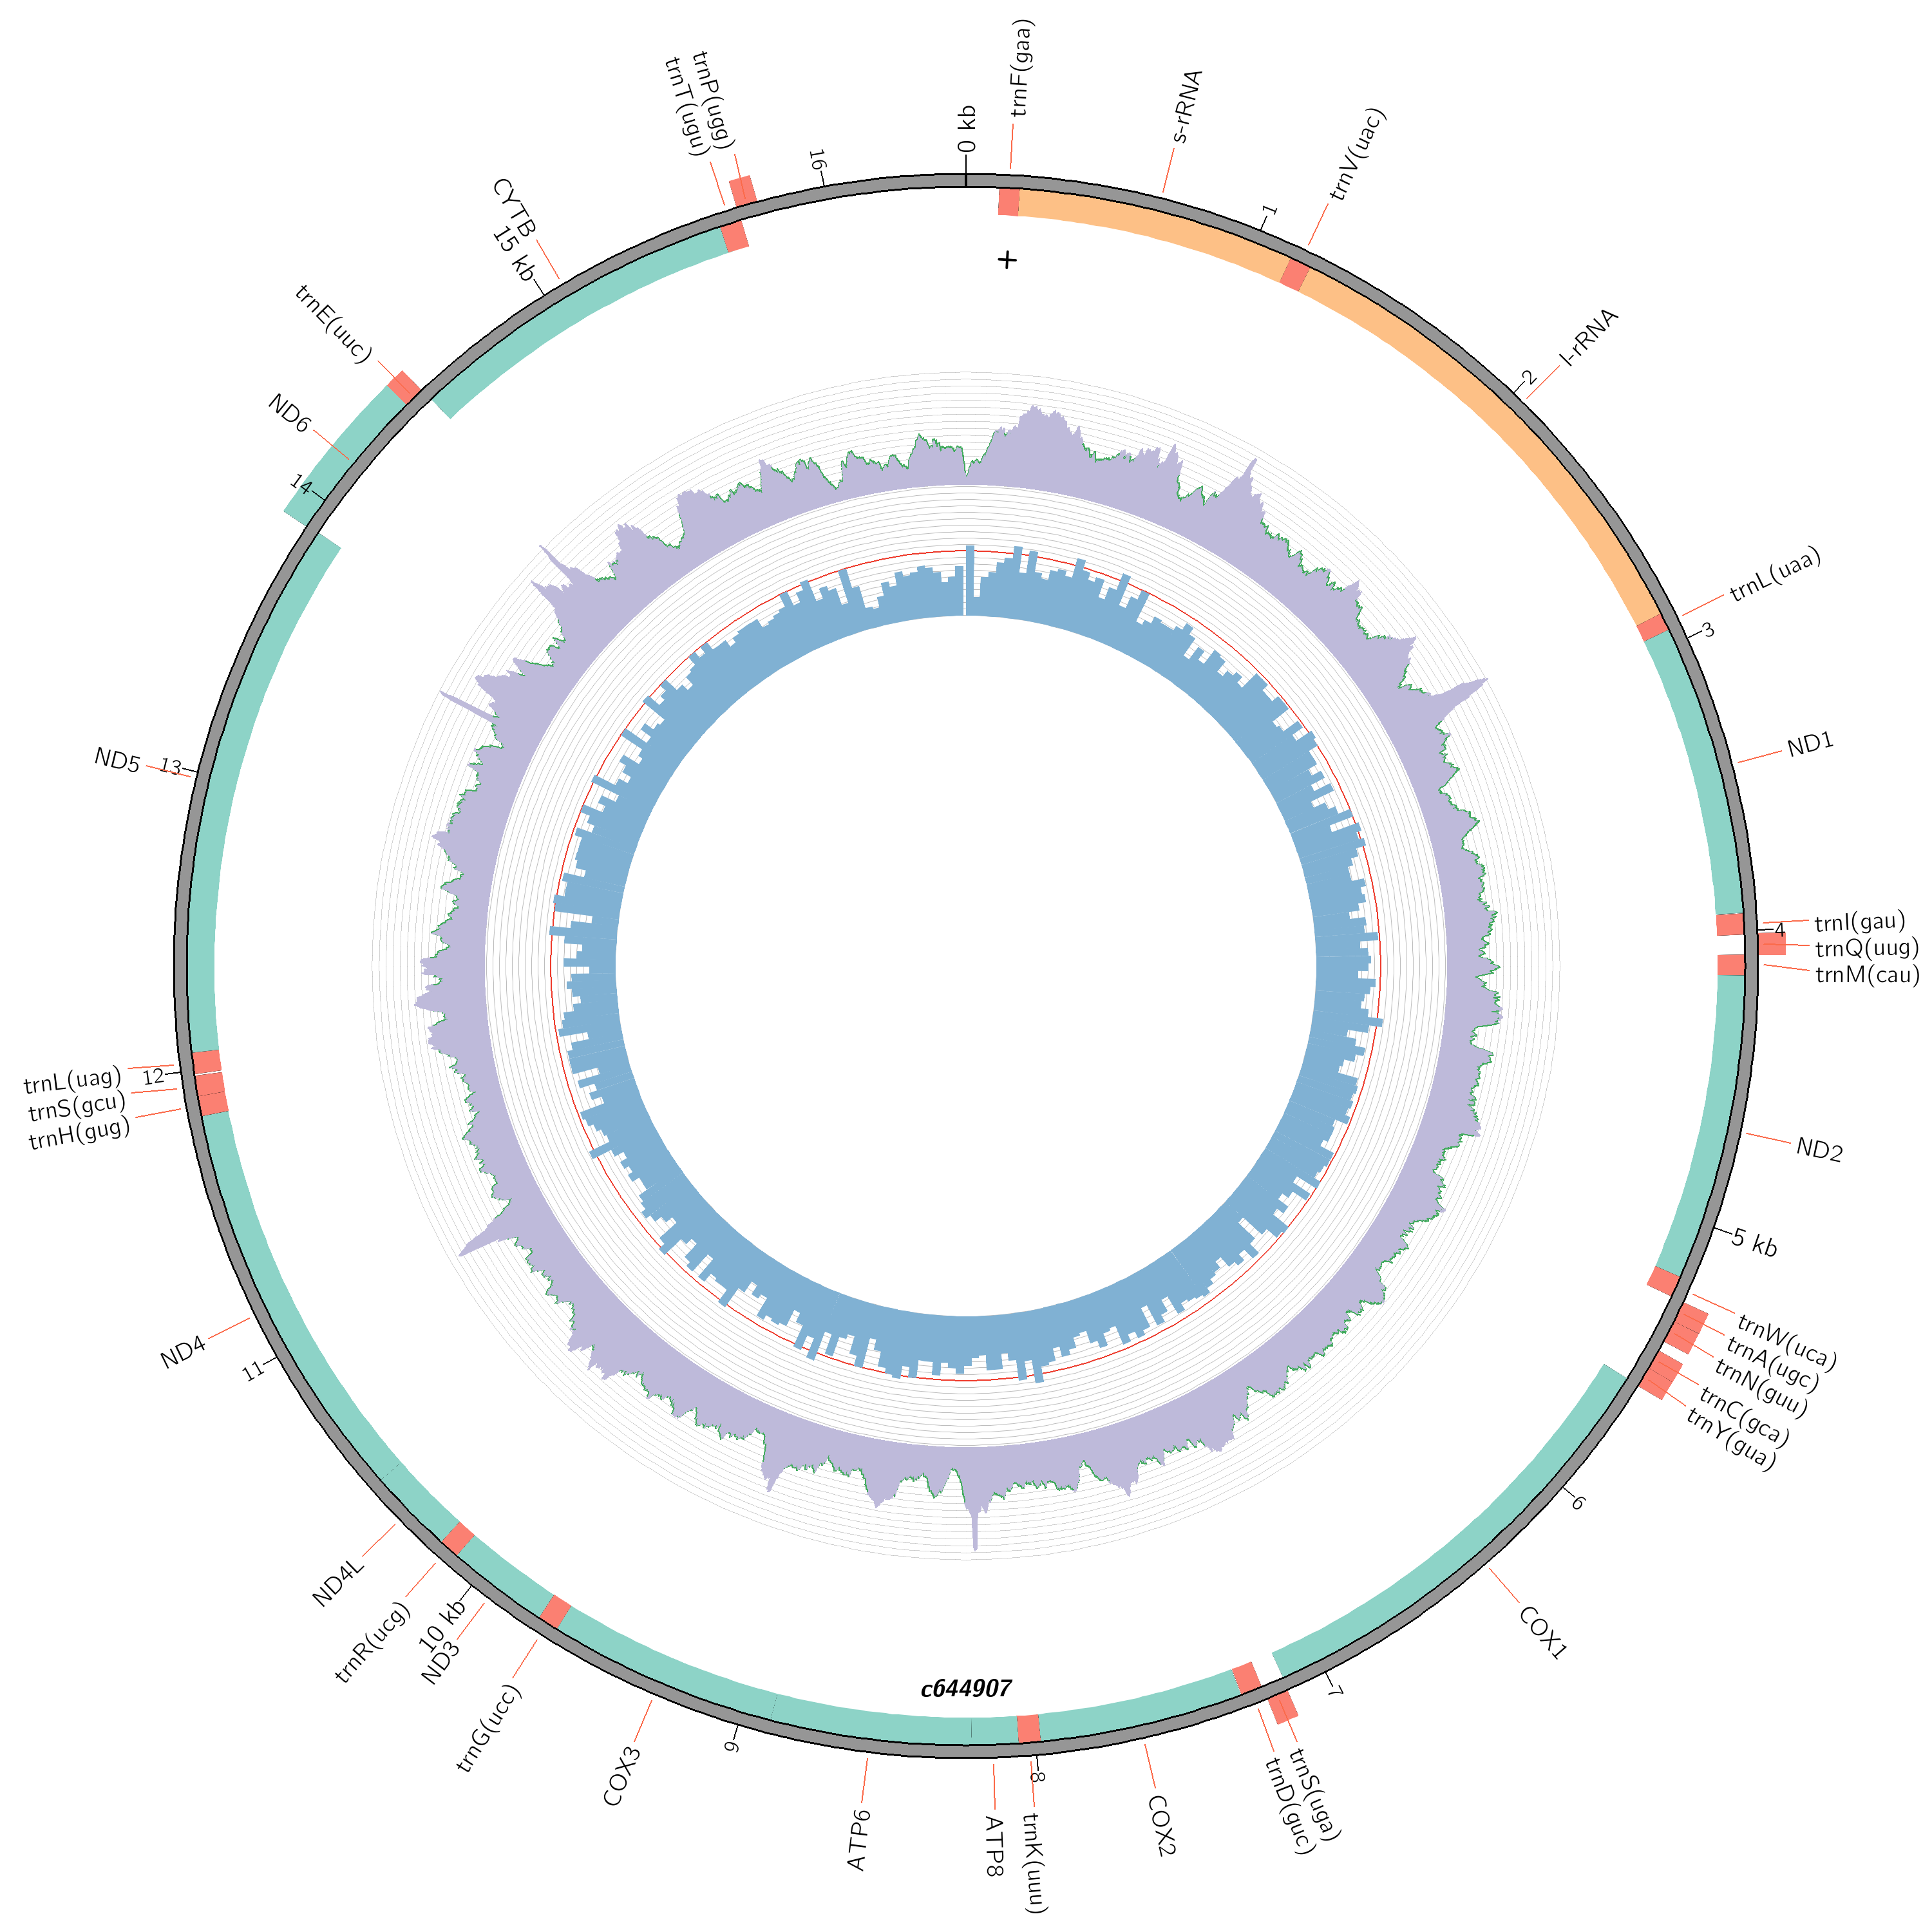 0 kb
trnF(gaa)
s-rRNA
1
trnV(uac)
2
l-rRNA
trnL(uaa)
3
ND1
trnI(gau)
4
trnQ(uug)
trnM(cau)
ND2
5 kb
trnW(uca)
trnA(ugc)
trnN(guu)
trnC(gca)
trnY(gua)
6
COX1
7
trnS(uga)
trnD(guc)
COX2
8
trnK(uuu)
ATP8
ATP6
9
COX3
trnG(ucc)
ND3
10 kb
trnR(ucg)
ND4L
11
ND4
trnH(gug)
trnS(gcu)
12
trnL(uag)
13
ND5
14
ND6
trnE(uuc)
15 kb
CYTB
trnT(ugu)
trnP(ugg)
16
+
c644907